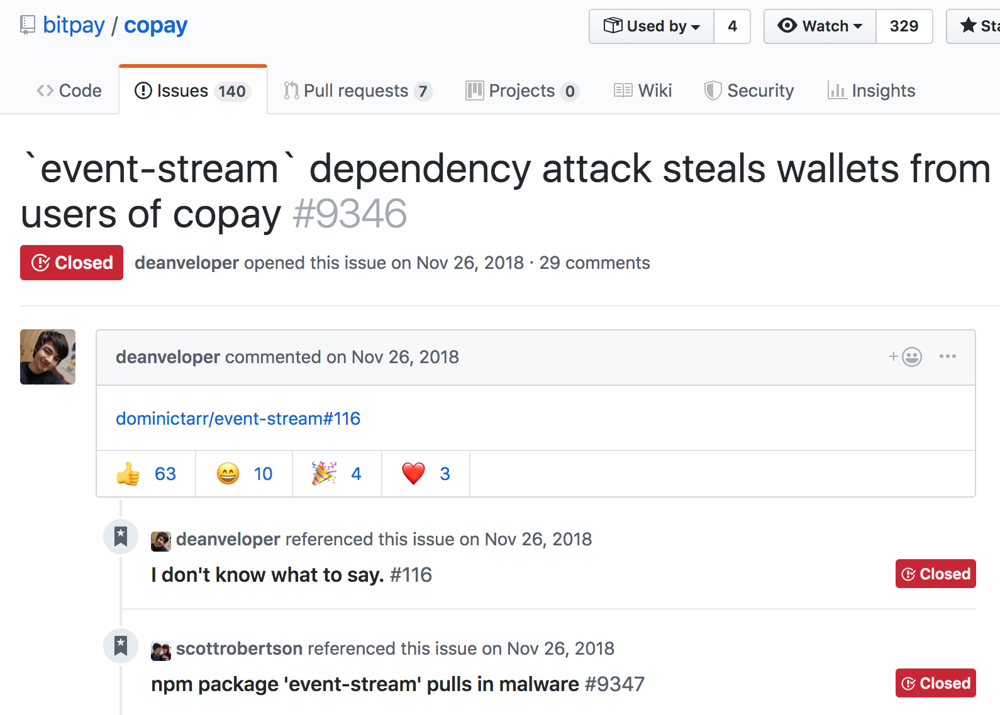 bitpay / copay
Used by 4
Watch 329
Code
Issues 140
Pull requests 7
Projects 0
Wiki
Security
Insights
`event-stream` dependency attack steals wallets from
users of copay #9346
Closed
deanveloper opened this issue on Nov 26, 2018 · 29 comments
deanveloper commented on Nov 26, 2018
dominictarr/event-stream#116
63
10
4
3
deanveloper referenced this issue on Nov 26, 2018
I don't know what to say. #116
Closed
scottrobertson referenced this issue on Nov 26, 2018
npm package 'event-stream' pulls in malware #9347
Closed